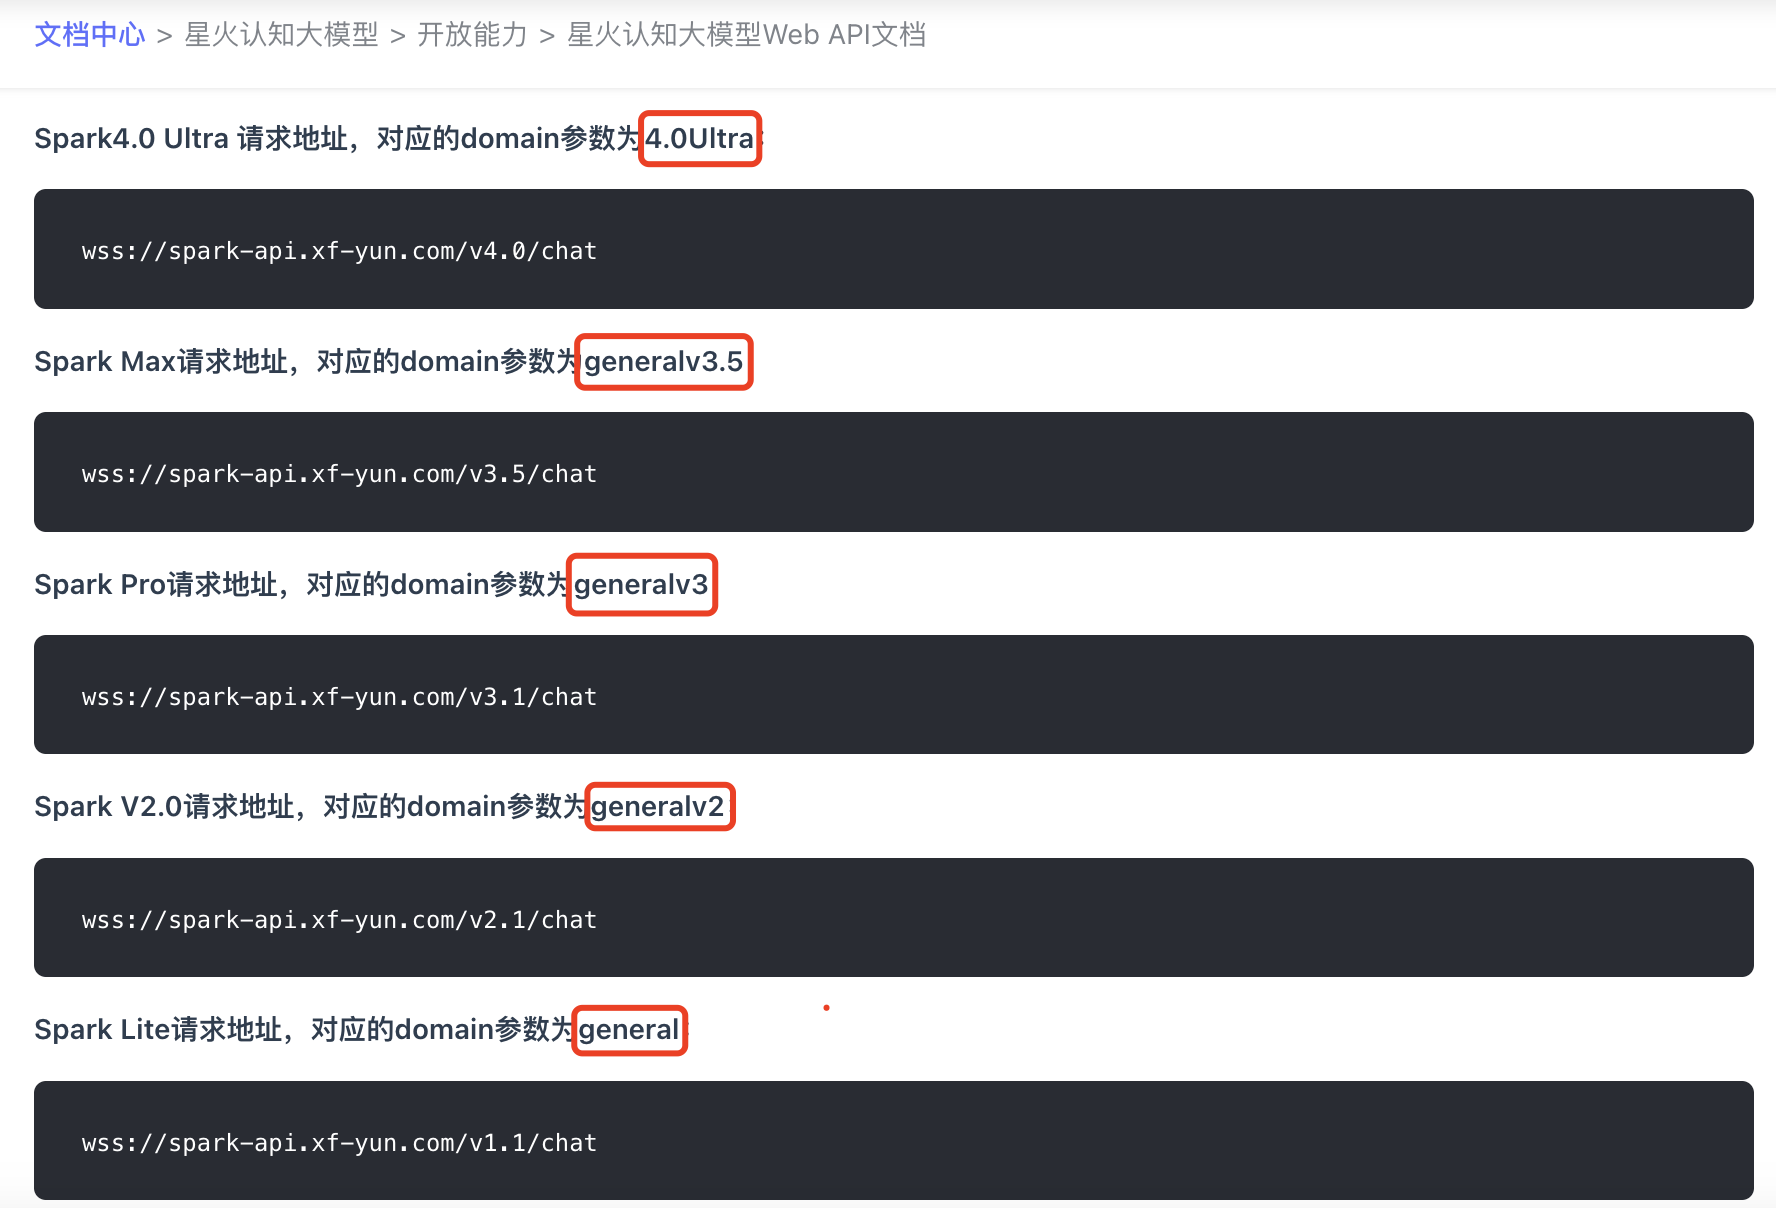 文档中心 > 星火认知大模型 > 开放能力 > 星火认知大模型Web API文档
Spark4.0 Ultra 请求地址，对应的domain参数为4.0Ultra:
wss://spark-api.xf-yun.com/v4.0/chat
Spark Max请求地址，对应的domain参数为generalv3.5
wss://spark-api.xf-yun.com/v3.5/chat
Spark Pro请求地址，对应的domain参数为generalv3
wss://spark-api.xf-yun.com/v3.1/chat
Spark V2.0请求地址，对应的domain参数为generalv2
wss://spark-api.xf-yun.com/v2.1/chat
Spark Lite请求地址，对应的domain参数为general:
wss://spark-api.xf-yun.com/v1.1/chat